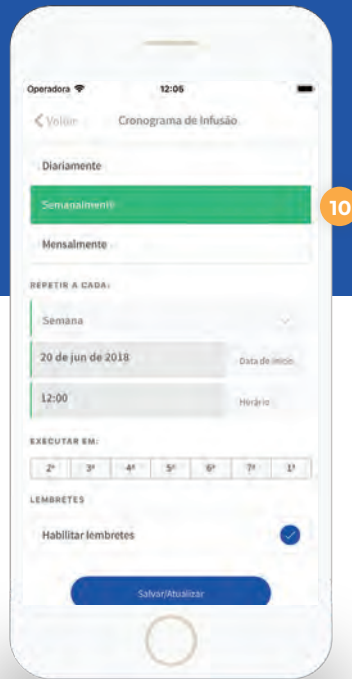 Operadora 12:05
Voltar Cronograma de Infusão
Diariamente
Semanalmente
10
Mensalmente
REPETIR A CADA:
Semana
20 de jun de 2018 Data de início
12:00 Horário
EXECUTAR EM:
2ª 3ª 4ª 5ª 6ª 7ª 1ª
LEMBRETES
Habilitar lembretes
Salvar/Atualizar